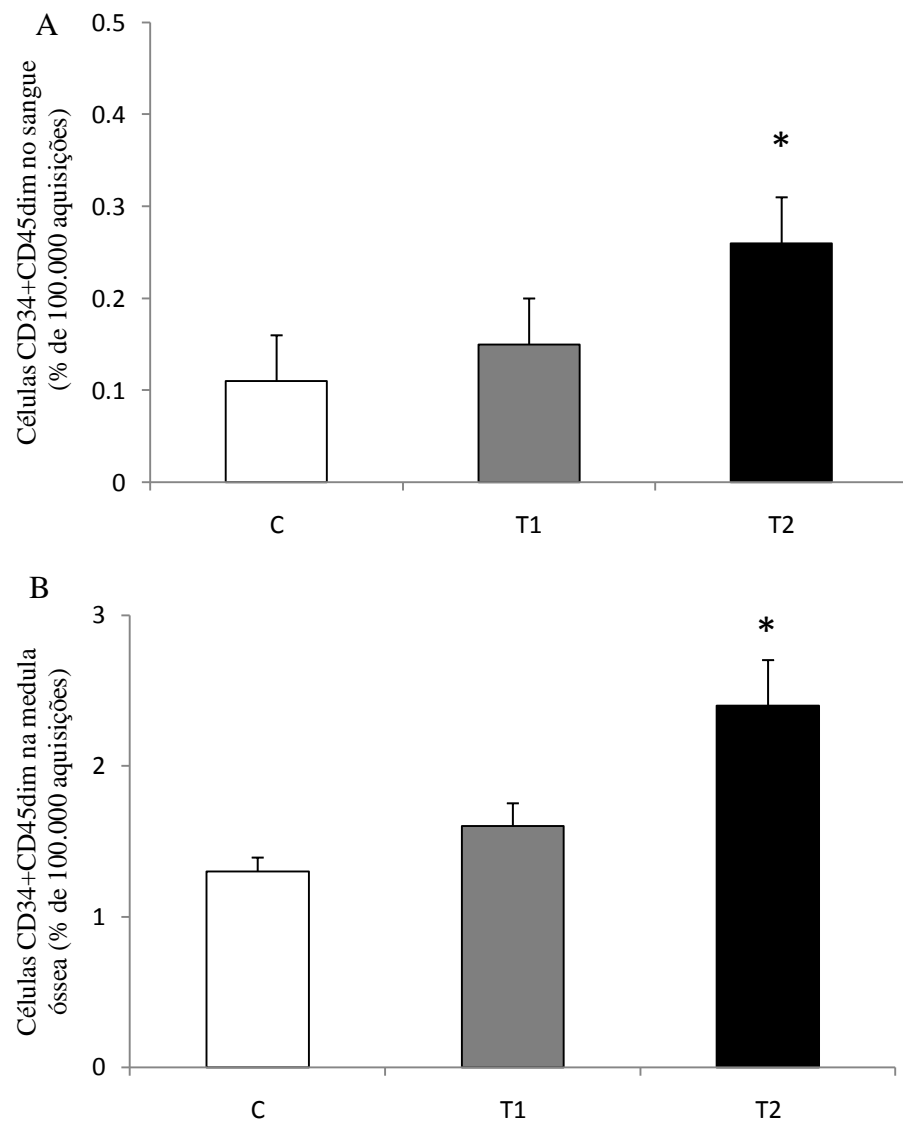 A
Células CD34+CD45dim no sangue
(% de 100.000 aquisições)
0.5
0.4
0.3
0.2
0.1
0
*
C T1 T2
B
Células CD34+CD45dim na medula
óssea (% de 100.000 aquisições)
3
2
1
0
*
C T1 T2